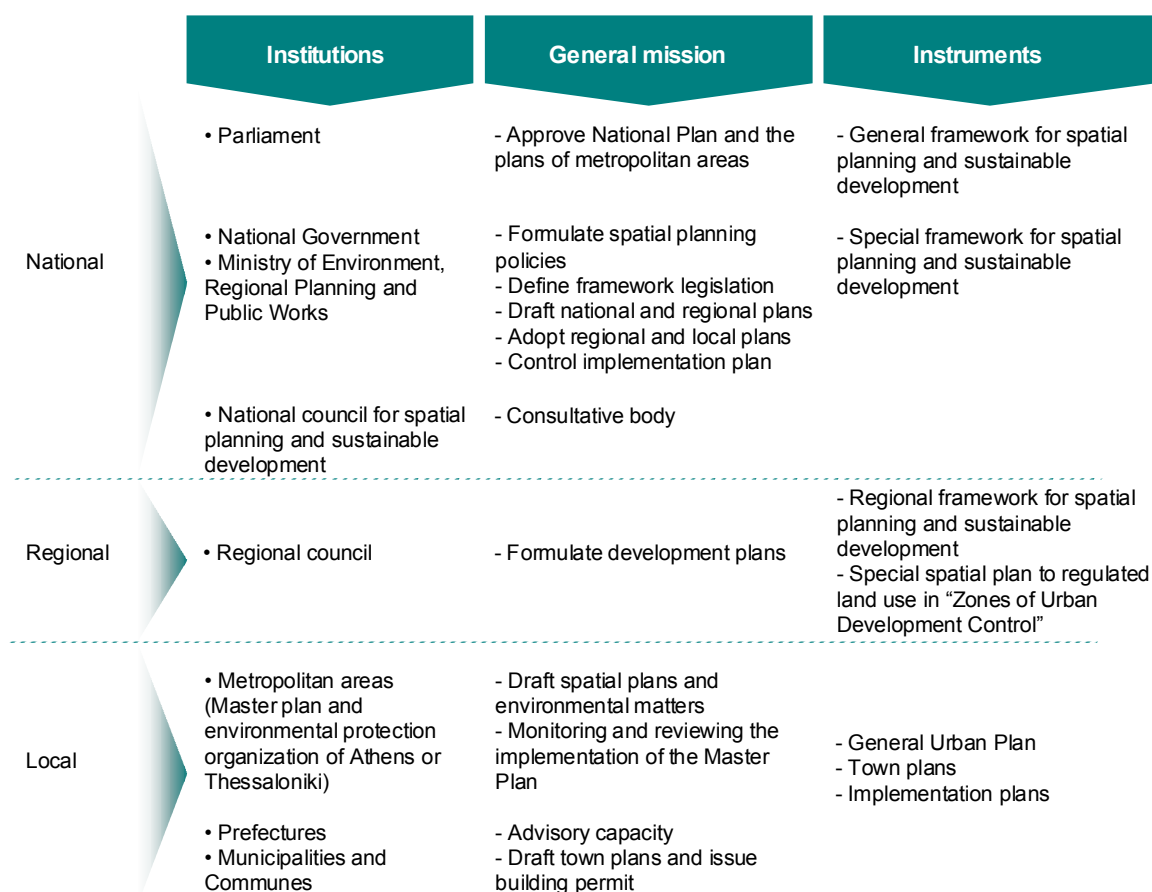 Institutions
General mission
Instruments
National
• Parliament
- Approve National Plan and the
plans of metropolitan areas
- General framework for spatial
planning and sustainable
development
• National Government
• Ministry of Environment,
Regional Planning and
Public Works
- Formulate spatial planning
policies
- Define framework legislation
- Draft national and regional plans
- Adopt regional and local plans
- Control implementation plan
- Special framework for spatial
planning and sustainable
development
• National council for spatial
planning and sustainable
development
- Consultative body
Regional
• Regional council
- Formulate development plans
- Regional framework for spatial
planning and sustainable
development
- Special spatial plan to regulated
land use in “Zones of Urban
Development Control”
Local
• Metropolitan areas
(Master plan and
environmental protection
organization of Athens or
Thessaloniki)
- Draft spatial plans and
environmental matters
- Monitoring and reviewing the
implementation of the Master
Plan
- General Urban Plan
- Town plans
- Implementation plans
• Prefectures
• Municipalities and
Communes
- Advisory capacity
- Draft town plans and issue
building permit